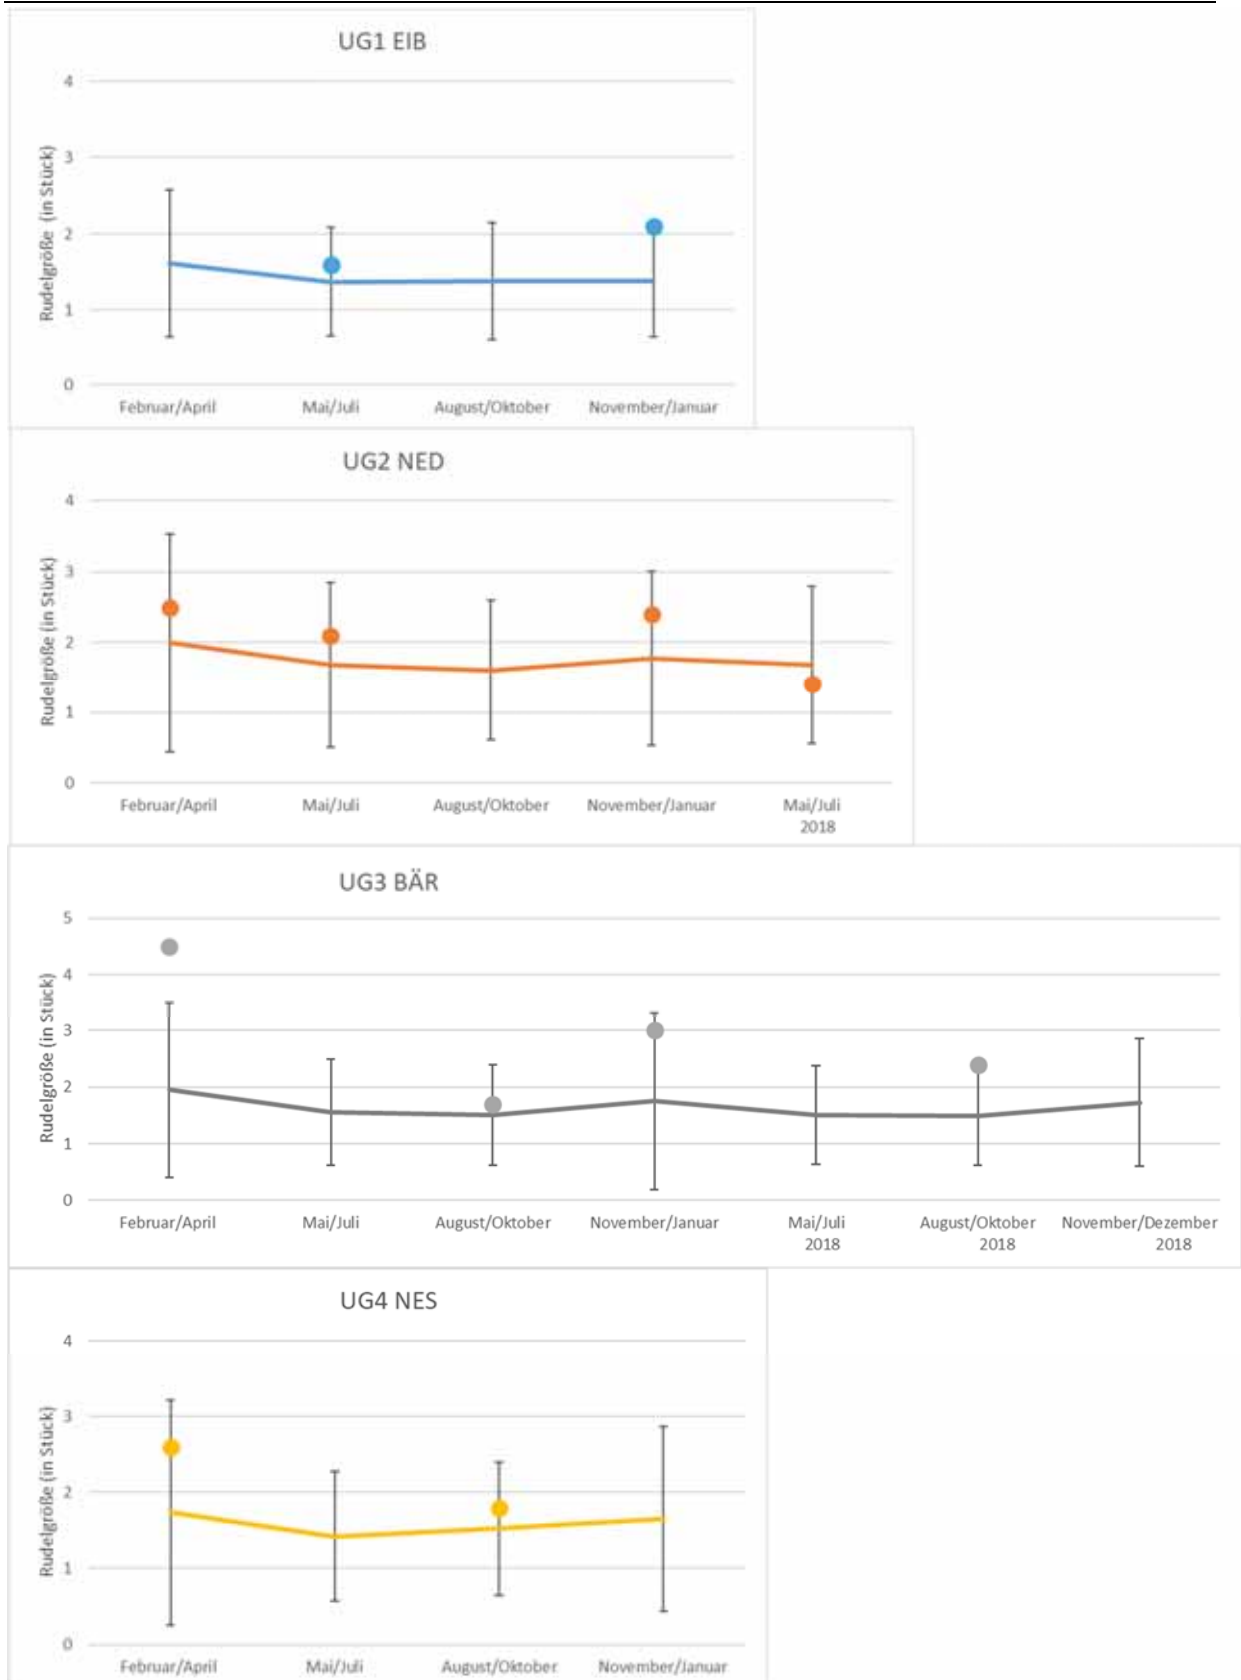 UG1 EIB
4
3
2
1
0
Rudelgröße (in Stück)
Februar/April Mai/Juli August/Oktober November/Januar
UG2 NED
4
3
2
1
0
Rudelgröße (in Stück)
Februar/April Mai/Juli August/Oktober November/Januar Mai/Juli
2018
UG3 BÄR
5
4
3
2
1
0
Rudelgröße (in Stück)
Februar/April Mai/Juli August/Oktober November/Januar Mai/Juli August/Oktober November/Dezember
2018 2018 2018
UG4 NES
4
3
2
1
0
Rudelgröße (in Stück)
Februar/April Mai/Juli August/Oktober November/Januar